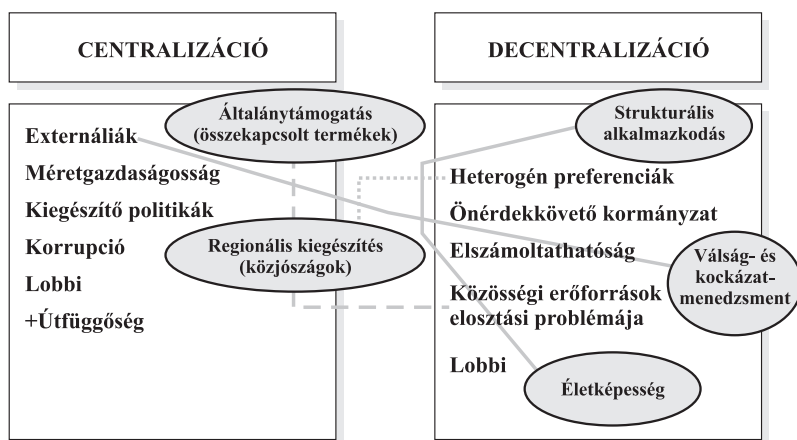 CENTRALIZÁCIÓ
Általánytámogatás
(összekapcsolt termékek)
Externáliák
Méretgazdaságosság
Kiegészítő politikák
Korrupció
Lobbi
+Útfüggőség
Regionális kiegészítés
(közjószágok)
DECENTRALIZÁCIÓ
Strukturális
alkalmazkodás
Heterogén preferenciák
Önérdekkövető kormányzat
Elszámoltathatóság
Közösségi erőforrások
elosztási problémája
Lobbi
Válság- és
kockázat-
menedzsment
Életképesség